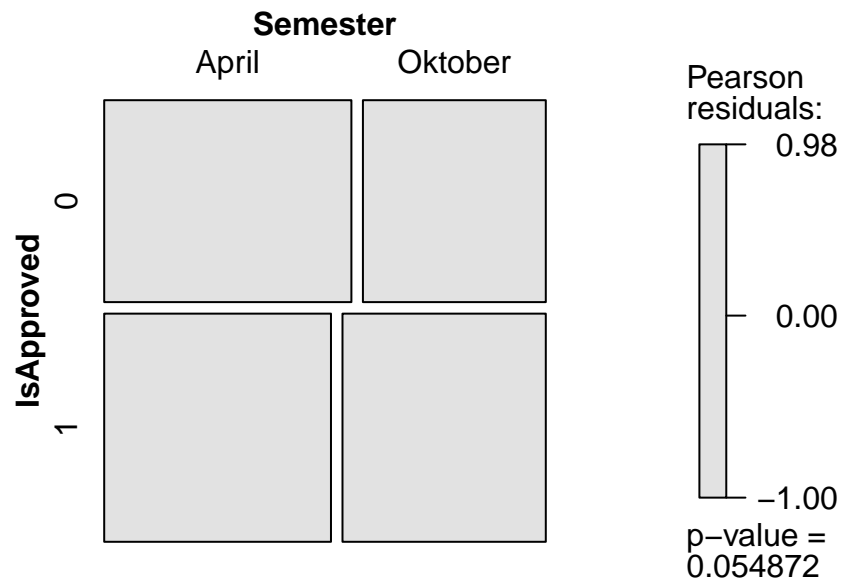 Semester
April Oktober
IsApproved
0
1
Pearson
residuals:
0.98
0.00
−1.00
p−value =
0.054872